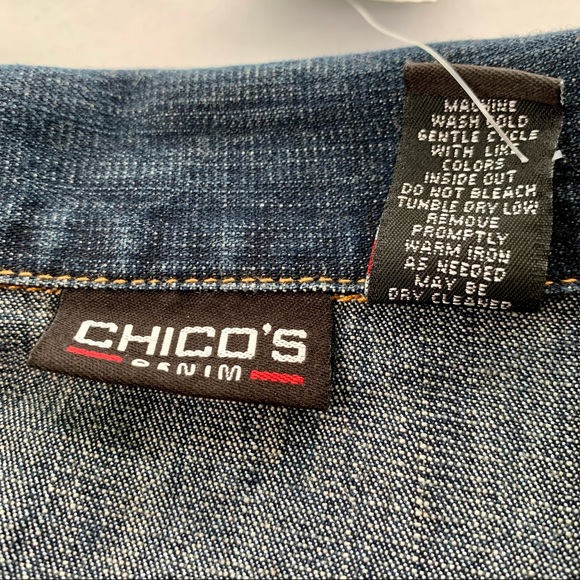 MACHINE
WASH COLD
GENTLE CYCLE
WITH LIKE
COLORS
INSIDE OUT
DO NOT BLEACH
TUMBLE DRY LOW
REMOVE
PROMPTLY
WARM IRON
AS NEEDED
MAY BE
DRY CLEANED
CHICO'S
DENIM